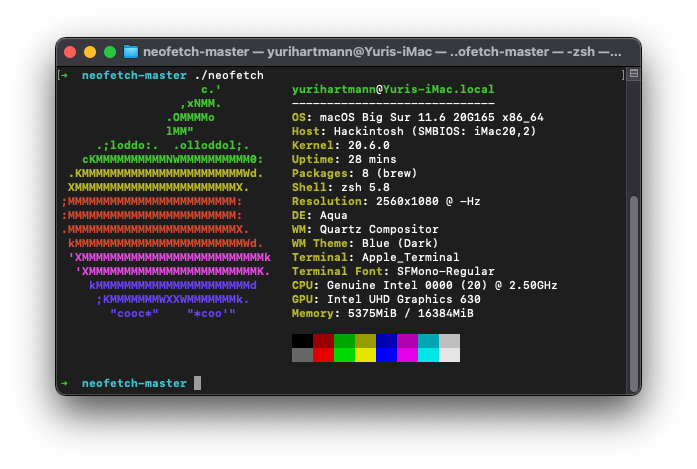 neofetch-master — yurihartmann@Yuris-iMac — ..ofetch-master — -zsh —...
[➜  neofetch-master ./neofetch ]
                    c.'
                 ,xNMM.
               .OMMMMo
               lMM"
     .;loddo:.  .olloddol;.
   cKMMMMMMMMMMNWMMMMMMMMMM0:
 .KMMMMMMMMMMMMMMMMMMMMMMMWd.
 XMMMMMMMMMMMMMMMMMMMMMMMX.
;MMMMMMMMMMMMMMMMMMMMMMMM:
:MMMMMMMMMMMMMMMMMMMMMMMM:
.MMMMMMMMMMMMMMMMMMMMMMMMX.
 kMMMMMMMMMMMMMMMMMMMMMMMMWd.
 'XMMMMMMMMMMMMMMMMMMMMMMMMMMk
  'XMMMMMMMMMMMMMMMMMMMMMMMMK.
    kMMMMMMMMMMMMMMMMMMMMMMd
     ;KMMMMMMMWXXWMMMMMMMk.
       "cooc*"    "*coo'"
yurihartmann@Yuris-iMac.local
-----------------------------
OS: macOS Big Sur 11.6 20G165 x86_64
Host: Hackintosh (SMBIOS: iMac20,2)
Kernel: 20.6.0
Uptime: 28 mins
Packages: 8 (brew)
Shell: zsh 5.8
Resolution: 2560x1080 @ -Hz
DE: Aqua
WM: Quartz Compositor
WM Theme: Blue (Dark)
Terminal: Apple_Terminal
Terminal Font: SFMono-Regular
CPU: Genuine Intel 0000 (20) @ 2.50GHz
GPU: Intel UHD Graphics 630
Memory: 5375MiB / 16384MiB
➜  neofetch-master